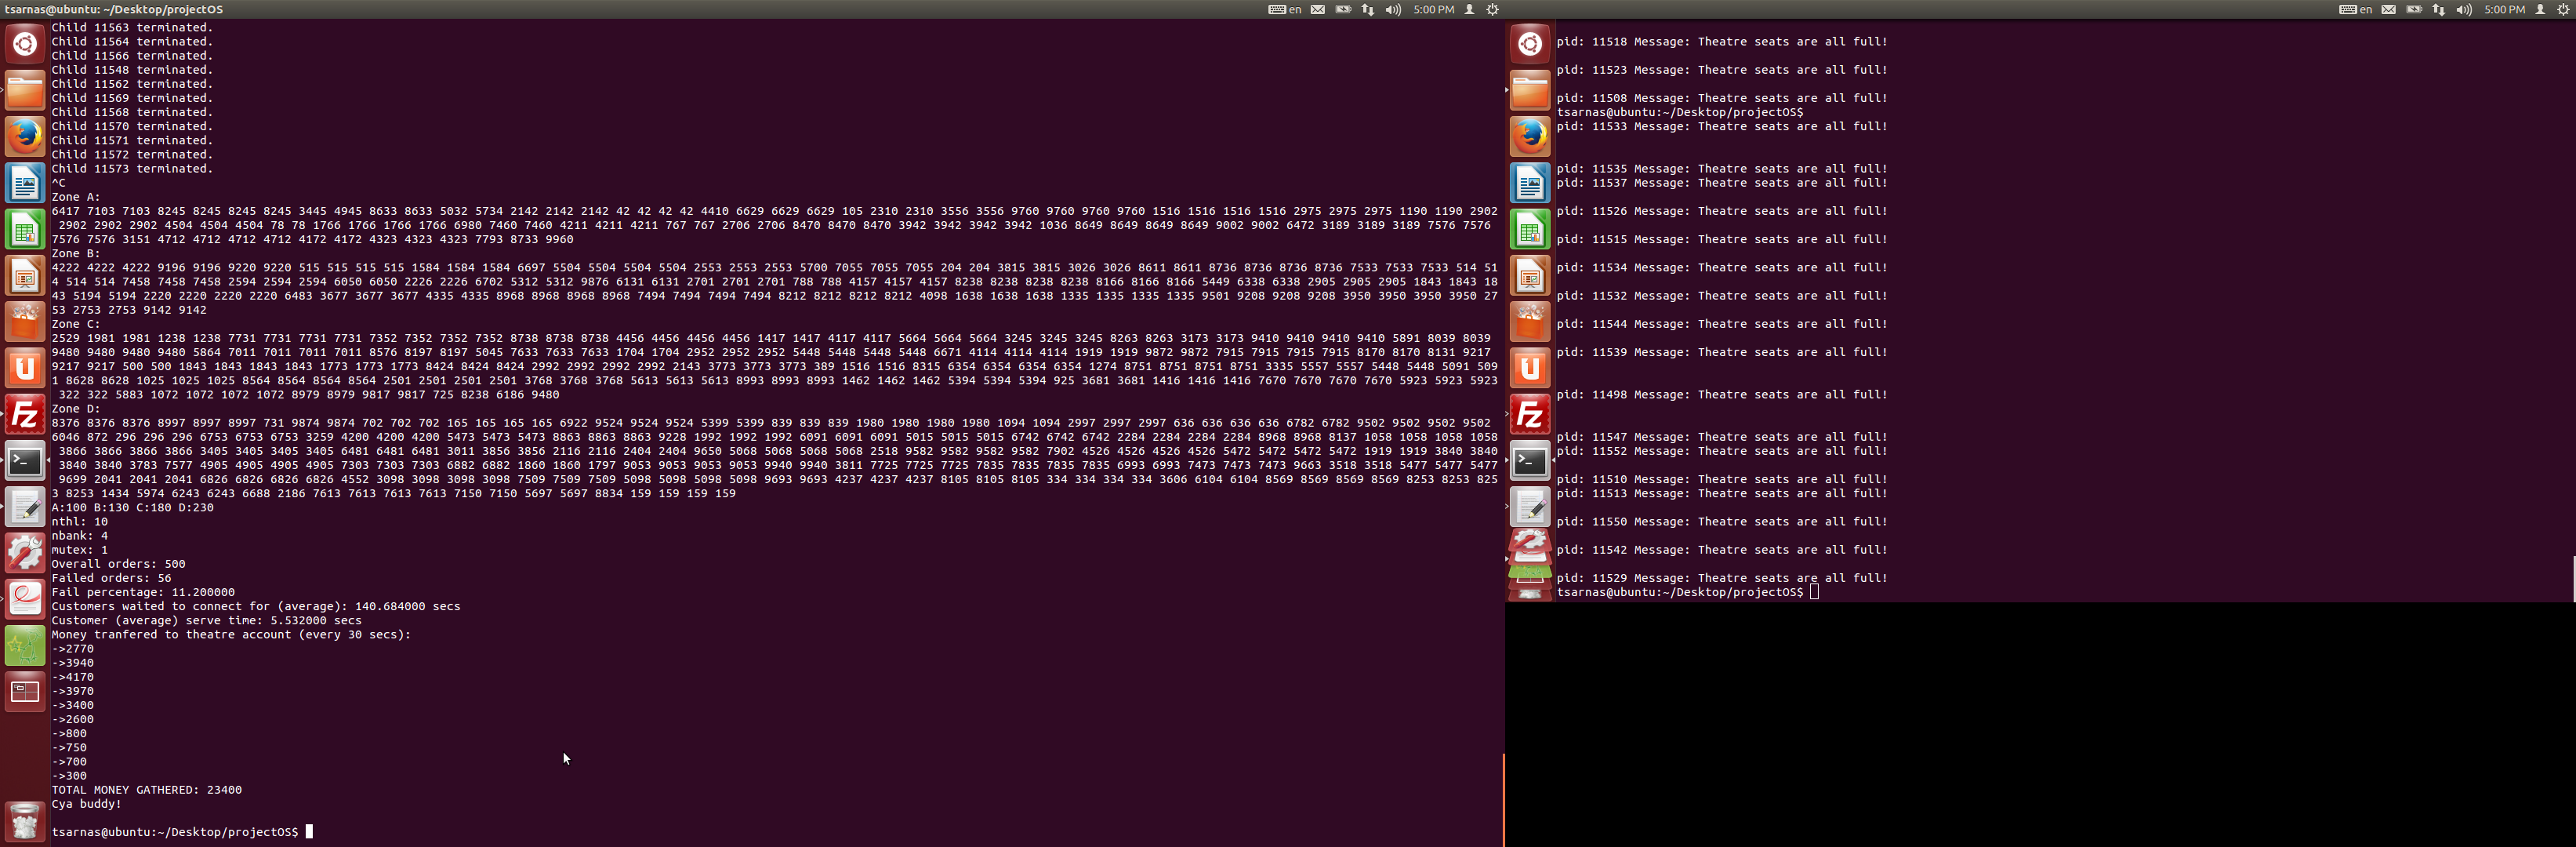 tsarnas@ubuntu: ~/Desktop/projectOS
en
5:00 PM
Child 11563 terminated.
Child 11564 terminated.
Child 11566 terminated.
Child 11548 terminated.
Child 11562 terminated.
Child 11569 terminated.
Child 11568 terminated.
Child 11570 terminated.
Child 11571 terminated.
Child 11572 terminated.
Child 11573 terminated.
^C
Zone A:
6417 7103 7103 8245 8245 8245 8245 3445 4945 8633 8633 5032 5734 2142 2142 2142 42 42 42 42 4410 6629 6629 6629 105 2310 2310 3556 3556 9760 9760 9760 9760 1516 1516 1516 1516 2975 2975 2975 1190 1190 2902
2902 2902 2902 4504 4504 4504 78 78 1766 1766 1766 1766 6980 7460 7460 4211 4211 4211 767 767 2706 2706 8470 8470 8470 3942 3942 3942 3942 1036 8649 8649 8649 8649 9002 9002 6472 3189 3189 3189 7576 7576
7576 7576 3151 4712 4712 4712 4712 4172 4172 4323 4323 4323 7793 8733 9960
Zone B:
4222 4222 4222 9196 9196 9220 9220 515 515 515 515 1584 1584 1584 6697 5504 5504 5504 5504 2553 2553 2553 5700 7055 7055 7055 204 204 3815 3815 3026 3026 8611 8611 8736 8736 8736 8736 7533 7533 7533 514 51
4 514 514 7458 7458 7458 2594 2594 2594 6050 6050 2226 2226 6702 5312 5312 9876 6131 6131 2701 2701 2701 788 788 4157 4157 4157 8238 8238 8238 8238 8166 8166 8166 5449 6338 6338 2905 2905 2905 1843 1843 18
43 5194 5194 2220 2220 2220 2220 6483 3677 3677 3677 4335 4335 8968 8968 8968 8968 7494 7494 7494 7494 8212 8212 8212 8212 4098 1638 1638 1638 1335 1335 1335 1335 9501 9208 9208 9208 3950 3950 3950 3950 27
53 2753 2753 9142 9142
Zone C:
2529 1981 1981 1238 1238 7731 7731 7731 7731 7352 7352 7352 7352 8738 8738 8738 4456 4456 4456 4456 1417 1417 4117 4117 5664 5664 5664 3245 3245 3245 8263 8263 3173 3173 9410 9410 9410 9410 5891 8039 8039
9480 9480 9480 9480 5864 7011 7011 7011 7011 8576 8197 8197 5045 7633 7633 7633 1704 1704 2952 2952 2952 5448 5448 5448 5448 6671 4114 4114 4114 1919 1919 9872 9872 7915 7915 7915 7915 8170 8170 8131 9217
9217 9217 500 500 1843 1843 1843 1843 1773 1773 1773 8424 8424 8424 2992 2992 2992 2992 2143 3773 3773 3773 389 1516 1516 8315 6354 6354 6354 6354 1274 8751 8751 8751 8751 3335 5557 5557 5448 5448 5091 509
1 8628 8628 1025 1025 1025 8564 8564 8564 8564 2501 2501 2501 2501 3768 3768 3768 5613 5613 5613 8993 8993 8993 1462 1462 1462 5394 5394 5394 925 3681 3681 1416 1416 1416 7670 7670 7670 7670 5923 5923 5923
322 322 5883 1072 1072 1072 1072 8979 8979 9817 9817 725 8238 6186 9480
Zone D:
8376 8376 8376 8997 8997 8997 731 9874 9874 702 702 702 165 165 165 165 6922 9524 9524 9524 5399 5399 839 839 839 1980 1980 1980 1980 1094 1094 2997 2997 2997 636 636 636 636 6782 6782 9502 9502 9502 9502
6046 872 296 296 296 6753 6753 6753 3259 4200 4200 4200 5473 5473 5473 8863 8863 8863 9228 1992 1992 1992 6091 6091 6091 5015 5015 5015 6742 6742 6742 2284 2284 2284 2284 8968 8968 8137 1058 1058 1058 1058
3866 3866 3866 3866 3405 3405 3405 3405 6481 6481 6481 3011 3856 3856 2116 2116 2404 2404 9650 5068 5068 5068 5068 2518 9582 9582 9582 9582 7902 4526 4526 4526 4526 5472 5472 5472 5472 1919 1919 3840 3840
3840 3840 3783 7577 4905 4905 4905 4905 7303 7303 7303 6882 6882 1860 1860 1797 9053 9053 9053 9053 9940 9940 3811 7725 7725 7725 7835 7835 7835 7835 6993 6993 7473 7473 7473 9663 3518 3518 5477 5477 5477
9699 2041 2041 2041 6826 6826 6826 6826 4552 3098 3098 3098 3098 7509 7509 7509 5098 5098 5098 5098 9693 9693 4237 4237 4237 8105 8105 8105 334 334 334 334 3606 6104 6104 8569 8569 8569 8569 8253 8253 825
3 8253 1434 5974 6243 6243 6688 2186 7613 7613 7613 7613 7150 7150 5697 5697 8834 159 159 159 159
A:100 B:130 C:180 D:230
nthl: 10
nbank: 4
mutex: 1
Overall orders: 500
Failed orders: 56
Fail percentage: 11.200000
Customers waited to connect for (average): 140.684000 secs
Customer (average) serve time: 5.532000 secs
Money tranfered to theatre account (every 30 secs):
->2770
->3940
->4170
->3970
->3400
->2600
->800
->750
->700
->300
TOTAL MONEY GATHERED: 23400
Cya buddy!
tsarnas@ubuntu:~/Desktop/projectOS$
en
5:00 PM
pid: 11518 Message: Theatre seats are all full!
pid: 11523 Message: Theatre seats are all full!
pid: 11508 Message: Theatre seats are all full!
tsarnas@ubuntu:~/Desktop/projectOS$
pid: 11533 Message: Theatre seats are all full!
pid: 11535 Message: Theatre seats are all full!
pid: 11537 Message: Theatre seats are all full!
pid: 11526 Message: Theatre seats are all full!
pid: 11515 Message: Theatre seats are all full!
pid: 11534 Message: Theatre seats are all full!
pid: 11532 Message: Theatre seats are all full!
pid: 11544 Message: Theatre seats are all full!
pid: 11539 Message: Theatre seats are all full!
pid: 11498 Message: Theatre seats are all full!
pid: 11547 Message: Theatre seats are all full!
pid: 11552 Message: Theatre seats are all full!
pid: 11510 Message: Theatre seats are all full!
pid: 11513 Message: Theatre seats are all full!
pid: 11550 Message: Theatre seats are all full!
pid: 11542 Message: Theatre seats are all full!
pid: 11529 Message: Theatre seats are all full!
tsarnas@ubuntu:~/Desktop/projectOS$